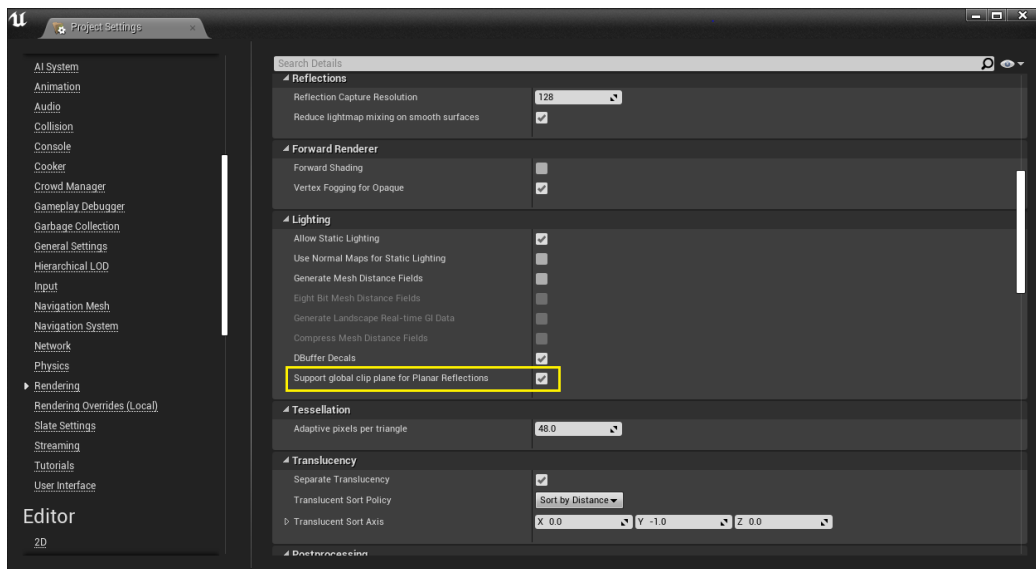 Project Settings
AI System
Animation
Audio
Collision
Console
Cooker
Crowd Manager
Gameplay Debugger
Garbage Collection
General Settings
Hierarchical LOD
Input
Navigation Mesh
Navigation System
Network
Physics
Rendering
Rendering Overrides (Local)
Slate Settings
Streaming
Tutorials
User Interface
Editor
2D
Search Details
Reflections
Reflection Capture Resolution 128
Reduce lightmap mixing on smooth surfaces
Forward Renderer
Forward Shading
Vertex Fogging for Opaque
Lighting
Allow Static Lighting
Use Normal Maps for Static Lighting
Generate Mesh Distance Fields
Eight Bit Mesh Distance Fields
Generate Landscape Real-time GI Data
Compress Mesh Distance Fields
DBuffer Decals
Support global clip plane for Planar Reflections
Tessellation
Adaptive pixels per triangle 48.0
Translucency
Separate Translucency
Translucent Sort Policy Sort by Distance
Translucent Sort Axis X 0.0 Y -1.0 Z 0.0
Postprocessing